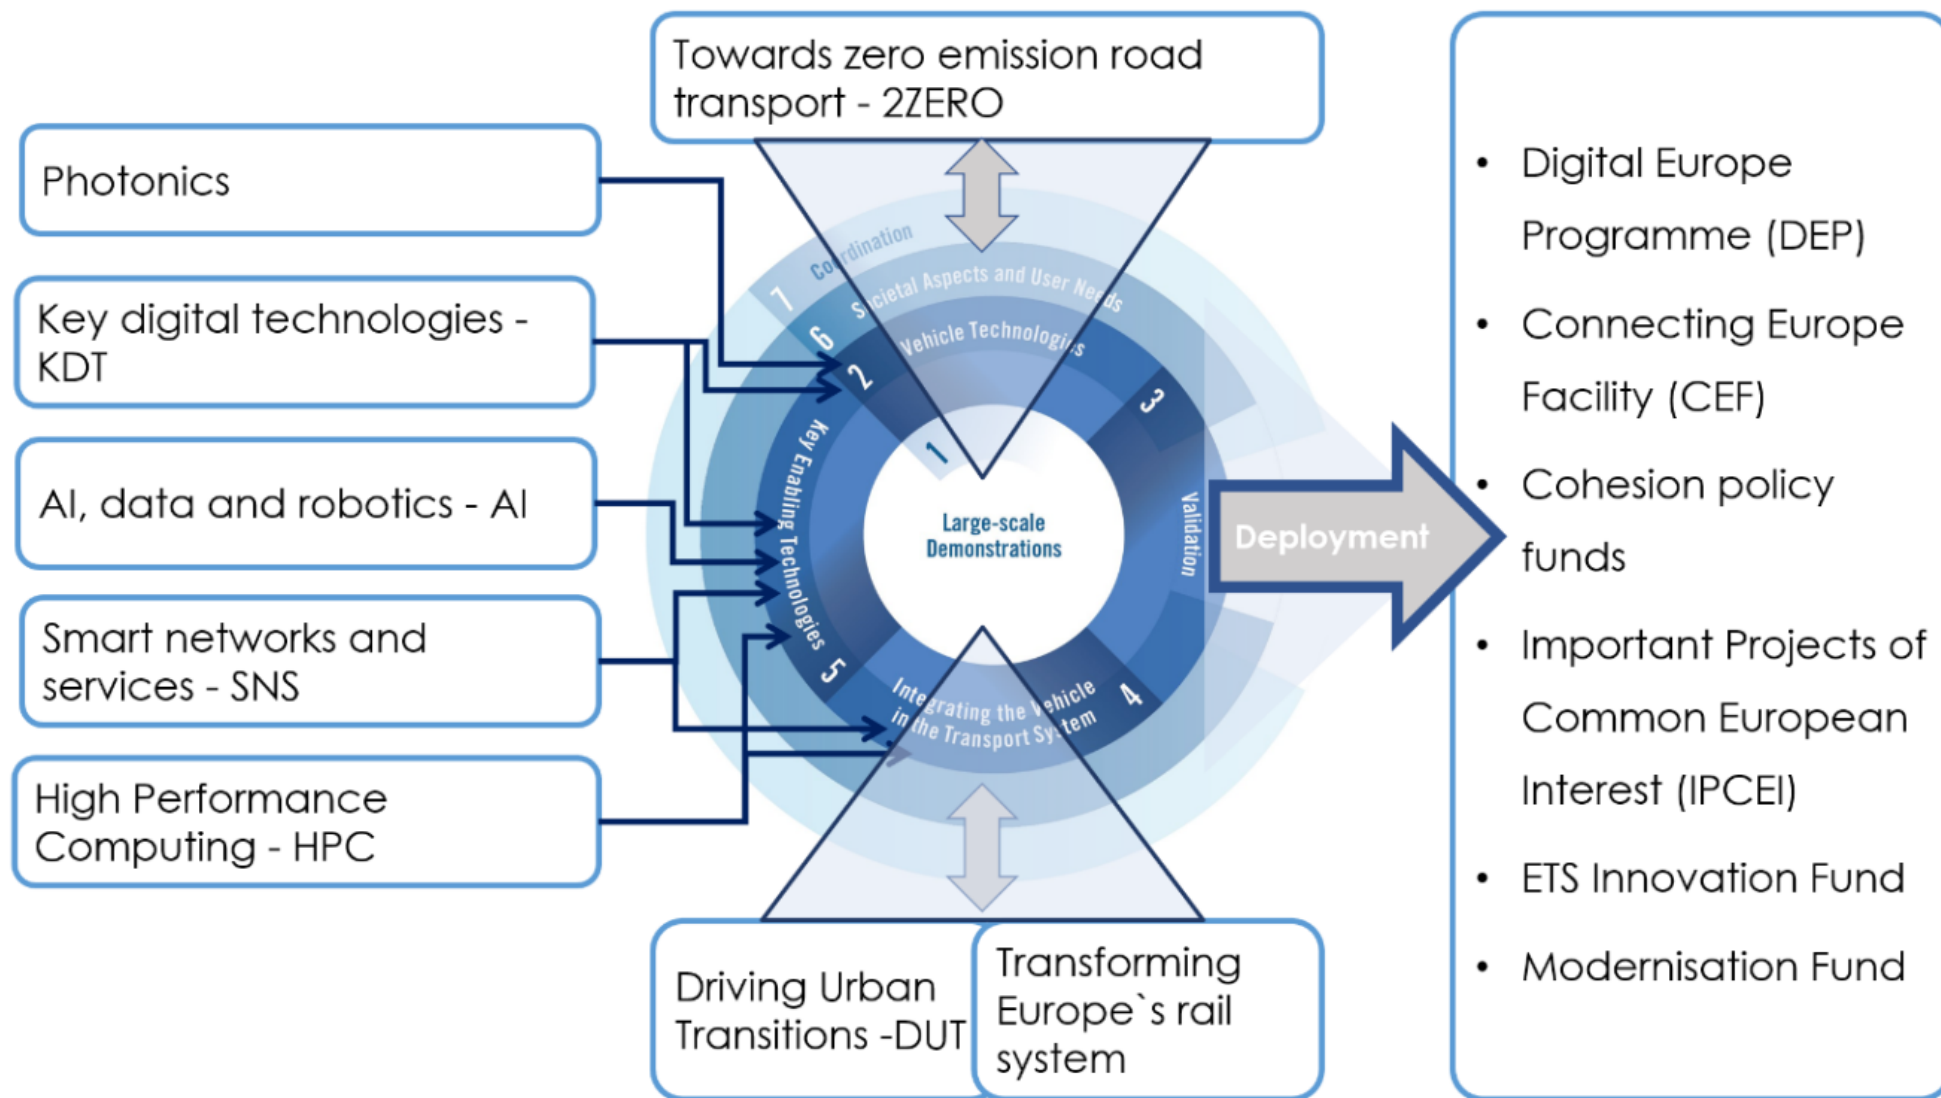 Towards zero emission road
transport - 2ZERO
Photonics
Key digital technologies -
KDT
AI, data and robotics - AI
Smart networks and
services - SNS
High Performance
Computing - HPC
7
Coordination
6
Societal Aspects and User Needs
2
Vehicle Technologies
3
Validation
1
Large-scale
Demonstrations
Key Enabling Technologies
5
Integrating the Vehicle
in the Transport System
4
Deployment
Driving Urban
Transitions -DUT
Transforming
Europe`s rail
system
• Digital Europe
Programme (DEP)
• Connecting Europe
Facility (CEF)
• Cohesion policy
funds
• Important Projects of
Common European
Interest (IPCEI)
• ETS Innovation Fund
• Modernisation Fund